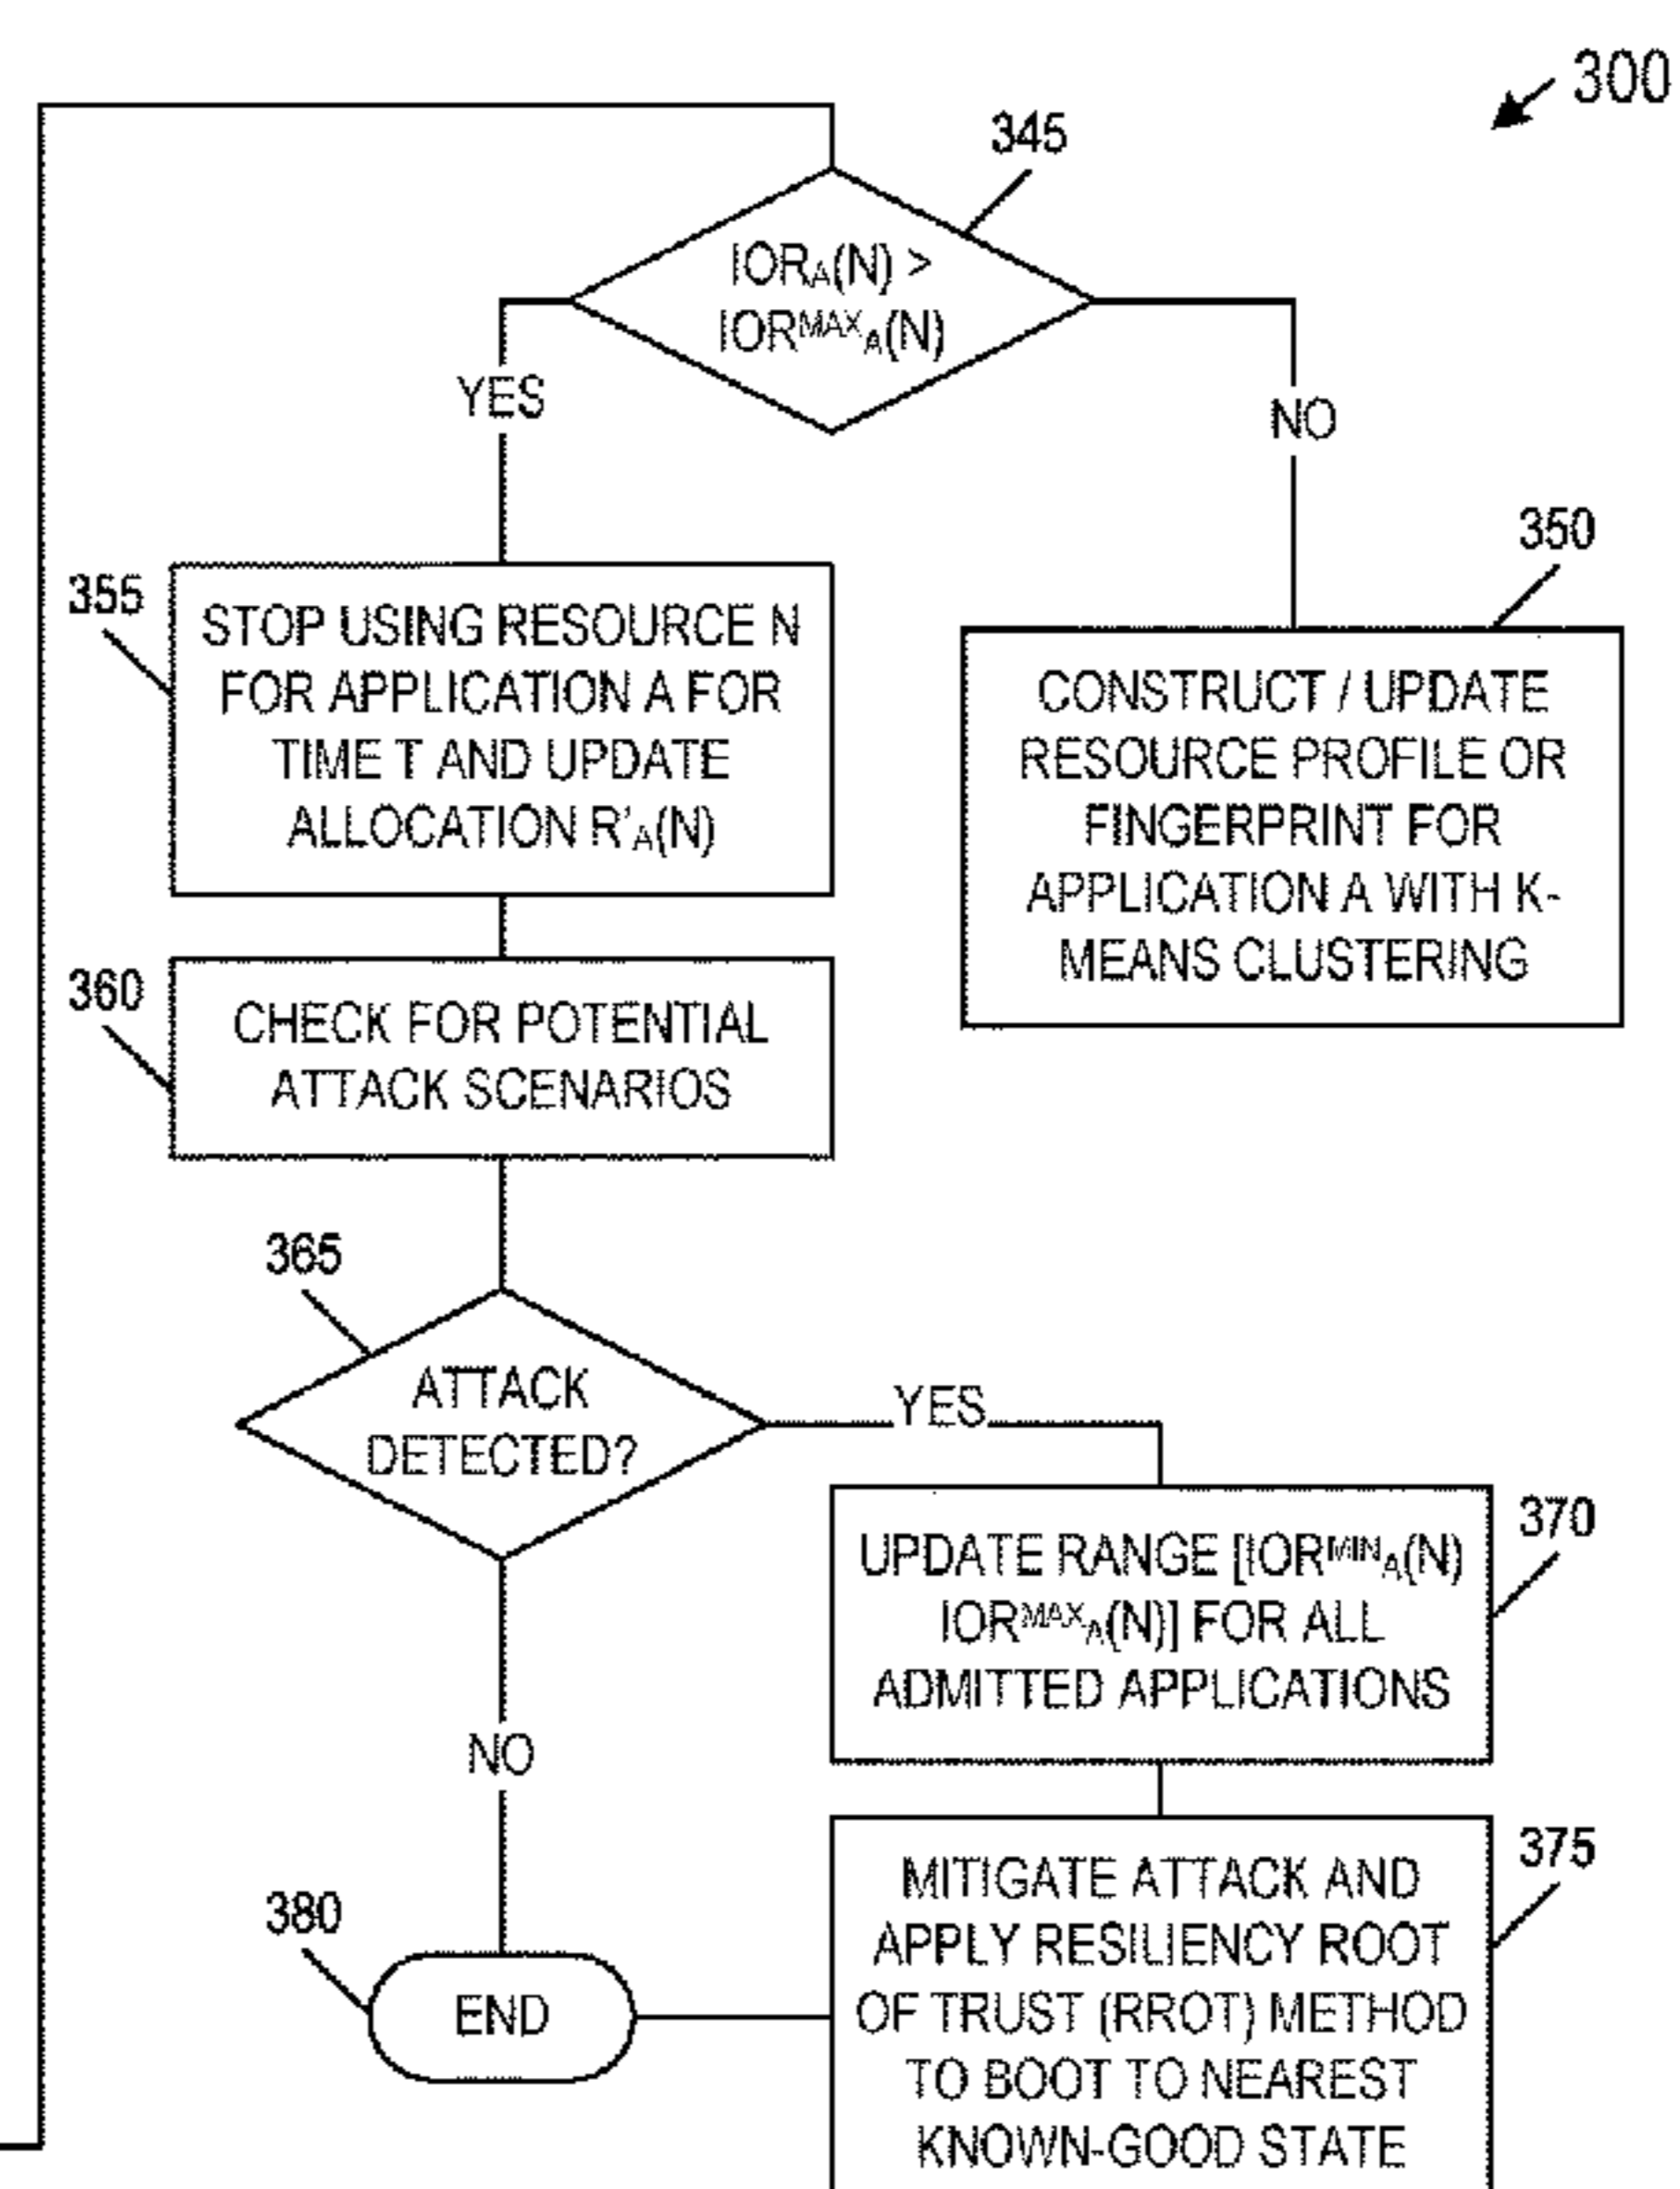 300
345
IORA(N) >
IORMAXA(N)
YES
NO
350
355
STOP USING RESOURCE N
FOR APPLICATION A FOR
TIME T AND UPDATE
ALLOCATION R'A(N)
CONSTRUCT / UPDATE
RESOURCE PROFILE OR
FINGERPRINT FOR
APPLICATION A WITH K-
MEANS CLUSTERING
360
CHECK FOR POTENTIAL
ATTACK SCENARIOS
365
ATTACK
DETECTED?
YES
370
UPDATE RANGE [IORMINA(N)
IORMAXA(N)] FOR ALL
ADMITTED APPLICATIONS
NO
375
MITIGATE ATTACK AND
APPLY RESILIENCY ROOT
OF TRUST (RROT) METHOD
TO BOOT TO NEAREST
KNOWN-GOOD STATE
380
END